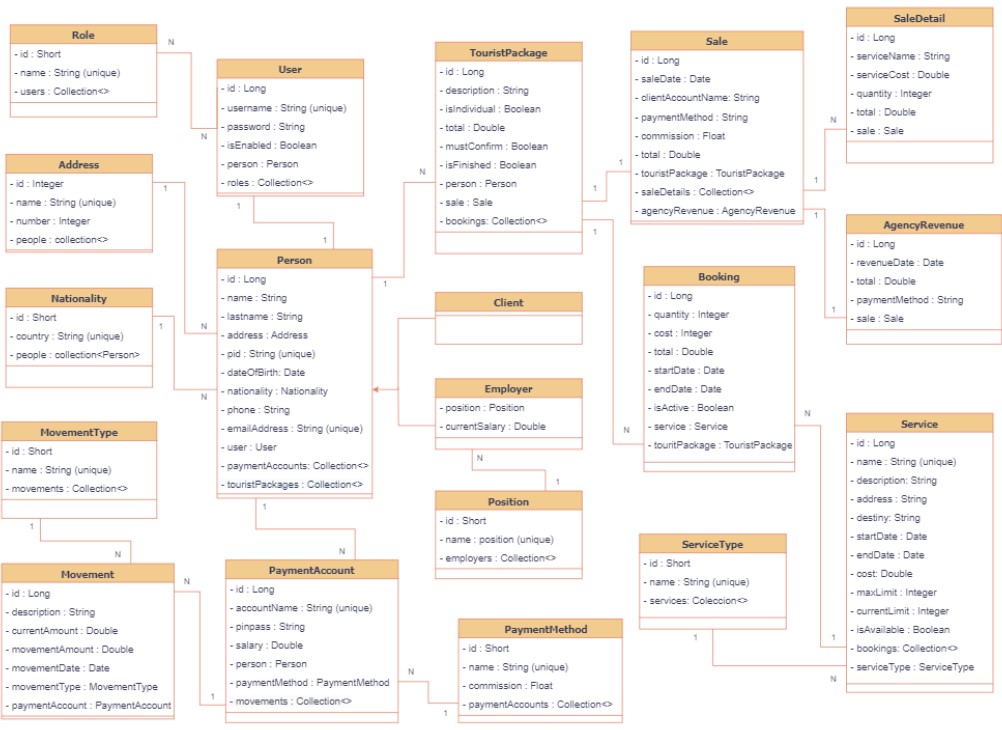 Role
- id : Short
- name : String (unique)
- users : Collection<>
N
N
User
- id : Long
- username : String (unique)
- password : String
- isEnabled : Boolean
- person : Person
- roles : Collection<>
1
1
Address
- id : Integer
- name : String (unique)
- number : Integer
- people : collection<>
1
N
Nationality
- id : Short
- country : String (unique)
- people : collection<Person>
1
N
Person
- id : Long
- name : String
- lastname : String
- address : Address
- pid : String (unique)
- dateOfBirth: Date
- nationality : Nationality
- phone : String
- emailAddress : String (unique)
- user : User
- paymentAccounts: Collection<>
- touristPackages : Collection<>
1
N
1
N
TouristPackage
- id : Long
- description : String
- isIndividual : Boolean
- total : Double
- mustConfirm : Boolean
- isFinished : Boolean
- person : Person
- sale : Sale
- bookings: Collection<>
1
1
1
N
Sale
- id : Long
- saleDate : Date
- clientAccountName: String
- paymentMethod : String
- commission : Float
- total : Double
- touristPackage : TouristPackage
- saleDetails : Collection<>
- agencyRevenue : AgencyRevenue
1
N
1
1
SaleDetail
- id : Long
- serviceName : String
- serviceCost : Double
- quantity : Integer
- total : Double
- sale : Sale
AgencyRevenue
- id : Long
- revenueDate : Date
- total : Double
- paymentMethod : String
- sale : Sale
Booking
- id : Long
- quantity : Integer
- cost : Integer
- total : Double
- startDate : Date
- endDate : Date
- isActive : Boolean
- service : Service
- touritPackage : TouristPackage
N
1
Client
Employer
- position : Position
- currentSalary : Double
N
1
Position
- id : Short
- name : position (unique)
- employers : Collection<>
MovementType
- id : Short
- name : String (unique)
- movements : Collection<>
1
N
Movement
- id : Long
- description : String
- currentAmount : Double
- movementAmount : Double
- movementDate : Date
- movementType : MovementType
- paymentAccount : PaymentAccount
N
1
PaymentAccount
- id : Long
- accountName : String (unique)
- pinpass : String
- salary : Double
- person : Person
- paymentMethod : PaymentMethod
- movements : Collection<>
N
1
PaymentMethod
- id : Short
- name : String (unique)
- commission : Float
- paymentAccounts : Collection<>
ServiceType
- id : Short
- name : String (unique)
- services: Coleccion<>
1
N
Service
- id : Long
- name : String (unique)
- description: String
- address : String
- destiny: String
- startDate : Date
- endDate : Date
- cost: Double
- maxLimit : Integer
- currentLimit : Integer
- isAvailable : Boolean
- bookings: Collection<>
- serviceType : ServiceType